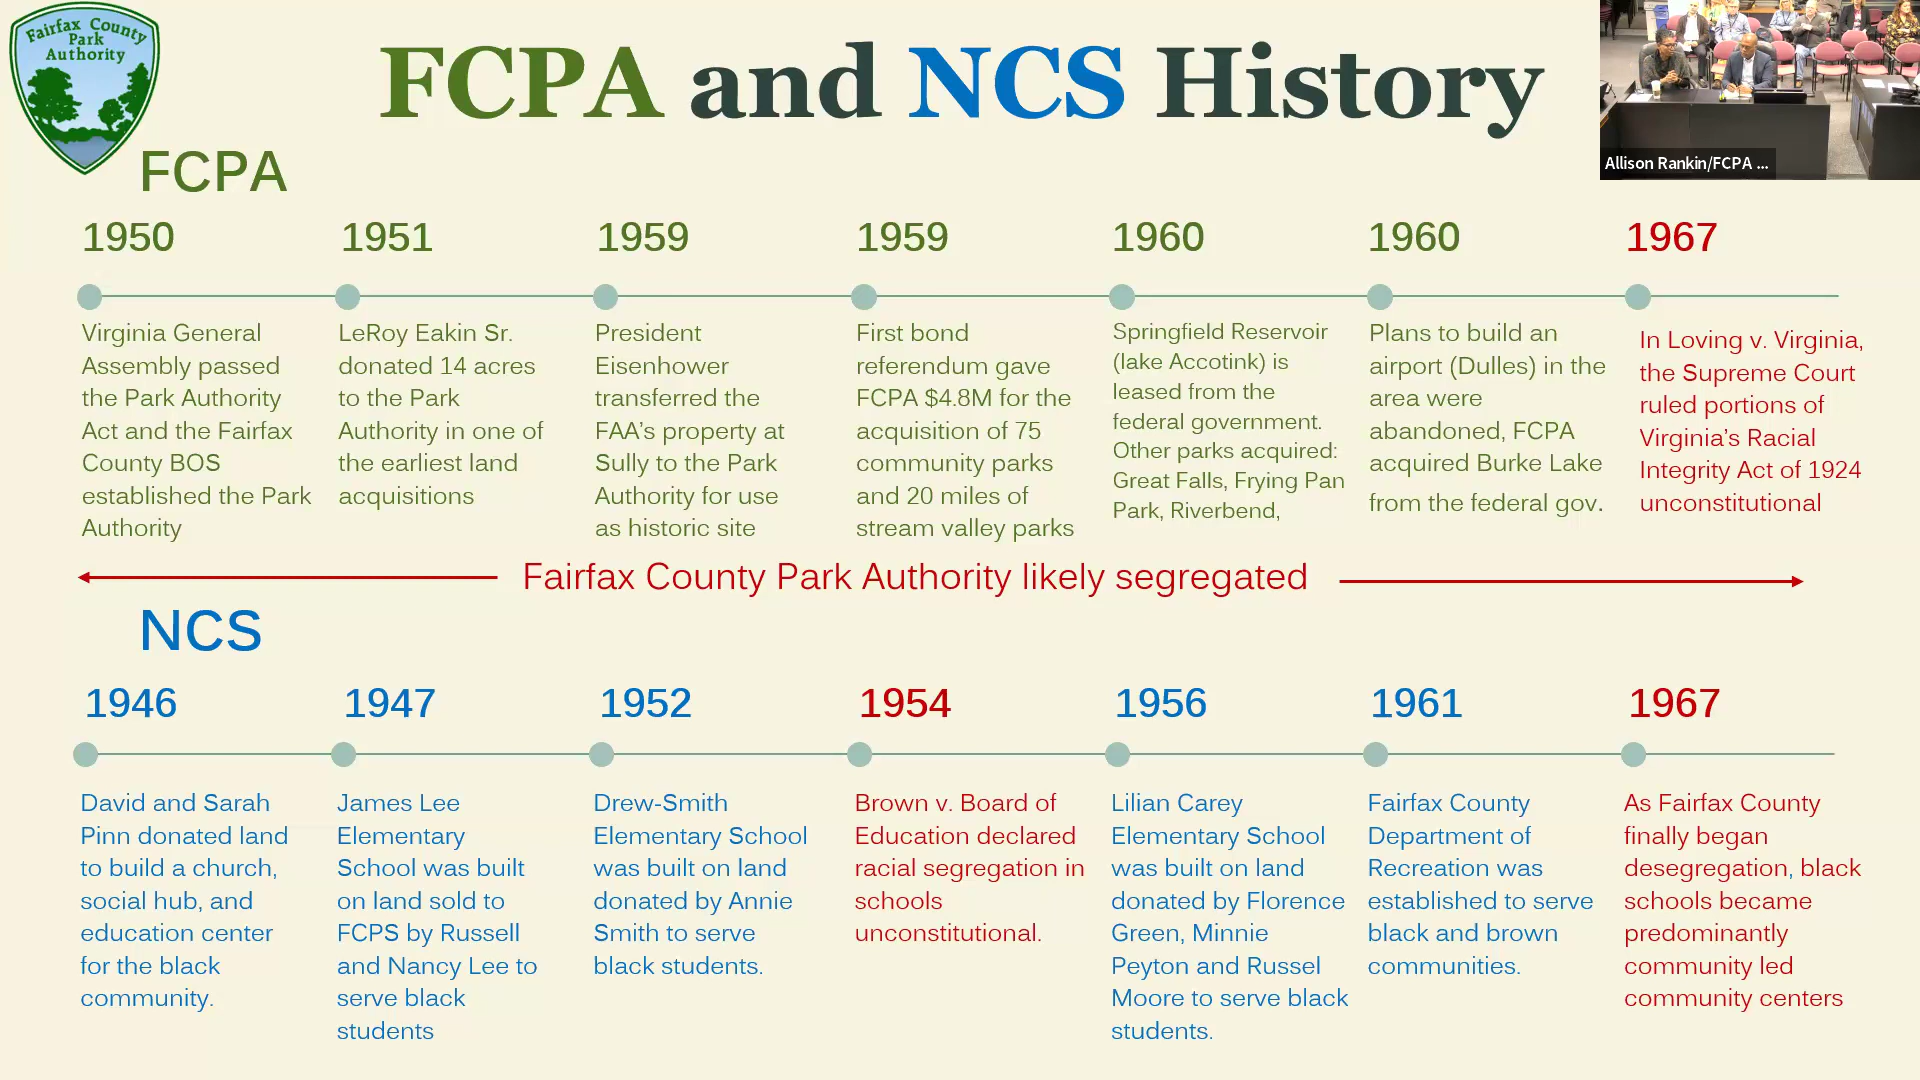 Fairfax County
Park
Authority
FCPA and NCS History
Allison Rankin/FCPA ...
FCPA
1950
Virginia General
Assembly passed
the Park Authority
Act and the Fairfax
County BOS
established the Park
Authority
1951
LeRoy Eakin Sr.
donated 14 acres
to the Park
Authority in one of
the earliest land
acquisitions
1959
President
Eisenhower
transferred the
FAA's property at
Sully to the Park
Authority for use
as historic site
1959
First bond
referendum gave
FCPA $4.8M for the
acquisition of 75
community parks
and 20 miles of
stream valley parks
1960
Springfield Reservoir
(lake Accotink) is
leased from the
federal government.
Other parks acquired:
Great Falls, Frying Pan
Park, Riverbend,
1960
Plans to build an
airport (Dulles) in the
area were
abandoned, FCPA
acquired Burke Lake
from the federal gov.
1967
In Loving v. Virginia,
the Supreme Court
ruled portions of
Virginia's Racial
Integrity Act of 1924
unconstitutional
Fairfax County Park Authority likely segregated
NCS
1946
David and Sarah
Pinn donated land
to build a church,
social hub, and
education center
for the black
community.
1947
James Lee
Elementary
School was built
on land sold to
FCPS by Russell
and Nancy Lee to
serve black
students
1952
Drew-Smith
Elementary School
was built on land
donated by Annie
Smith to serve
black students.
1954
Brown v. Board of
Education declared
racial segregation in
schools
unconstitutional.
1956
Lilian Carey
Elementary School
was built on land
donated by Florence
Green, Minnie
Peyton and Russel
Moore to serve black
students.
1961
Fairfax County
Department of
Recreation was
established to serve
black and brown
communities.
1967
As Fairfax County
finally began
desegregation, black
schools became
predominantly
community led
community centers